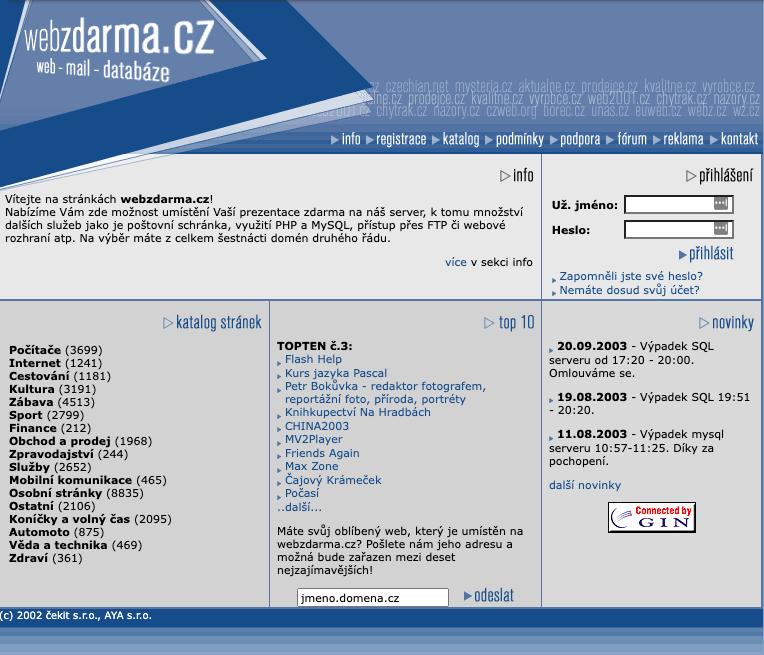 webzdarma.cz
web - mail - databáze
czechian.net mysteria.cz aktualne.cz prodejce.cz kvalitne.cz vyrobce.cz
prodejce.cz kvalitne.cz vyrobce.cz web2001.cz chytrak.cz nazory.cz
chytrak.cz nazory.cz czweb.org borec.cz unas.cz euweb.cz webz.cz w2.cz
info registrace katalog podmínky podpora fórum reklama kontakt
info
Vítejte na stránkách webzdarma.cz!
Nabízíme Vám zde možnost umístění Vaší prezentace zdarma na náš server, k tomu množství
dalších služeb jako je poštovní schránka, využití PHP a MySQL, přístup přes FTP či webové
rozhraní atp. Na výběr máte z celkem šestnácti domén druhého řádu.
více v sekci info
přihlášení
Už. jméno:
Heslo:
přihlásit
Zapomněli jste své heslo?
Nemáte dosud svůj účet?
katalog stránek
Počítače (3699)
Internet (1241)
Cestování (1181)
Kultura (3191)
Zábava (4513)
Sport (2799)
Finance (212)
Obchod a prodej (1968)
Zpravodajství (244)
Služby (2652)
Mobilní komunikace (465)
Osobní stránky (8835)
Ostatní (2106)
Koníčky a volný čas (2095)
Automoto (875)
Věda a technika (469)
Zdraví (361)
top 10
TOPTEN č.3:
Flash Help
Kurs jazyka Pascal
Petr Bokůvka - redaktor fotografem,
reportážní foto, příroda, portréty
Knihkupectví Na Hradbách
CHINA2003
MV2Player
Friends Again
Max Zone
Čajový Krámeček
Počasí
..další...
Máte svůj oblíbený web, který je umístěn na
webzdarma.cz? Pošlete nám jeho adresu a
možná bude zařazen mezi deset
nejzajímavějších!
jmeno.domena.cz
odeslat
novinky
20.09.2003 - Výpadek SQL
serveru od 17:20 - 20:00.
Omlouváme se.
19.08.2003 - Výpadek SQL 19:51
- 20:20.
11.08.2003 - Výpadek mysql
serveru 10:57-11:25. Díky za
pochopení.
další novinky
Connected by
GIN
(c) 2002 čekit s.r.o., AYA s.r.o.